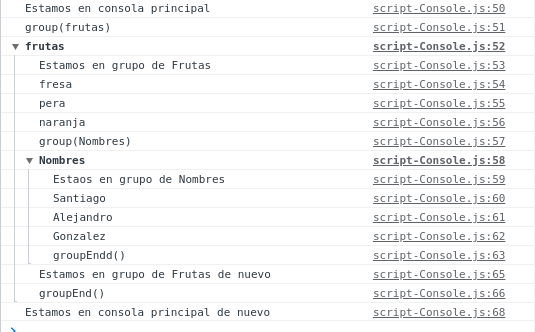 Estamos en consola principal script-Console.js:50
group(frutas) script-Console.js:51
▼ frutas script-Console.js:52
Estamos en grupo de Frutas script-Console.js:53
fresa script-Console.js:54
pera script-Console.js:55
naranja script-Console.js:56
group(Nombres) script-Console.js:57
▼ Nombres script-Console.js:58
Estaos en grupo de Nombres script-Console.js:59
Santiago script-Console.js:60
Alejandro script-Console.js:61
Gonzalez script-Console.js:62
groupEndd() script-Console.js:63
Estamos en grupo de Frutas de nuevo script-Console.js:65
groupEnd() script-Console.js:66
Estamos en consola principal de nuevo script-Console.js:68